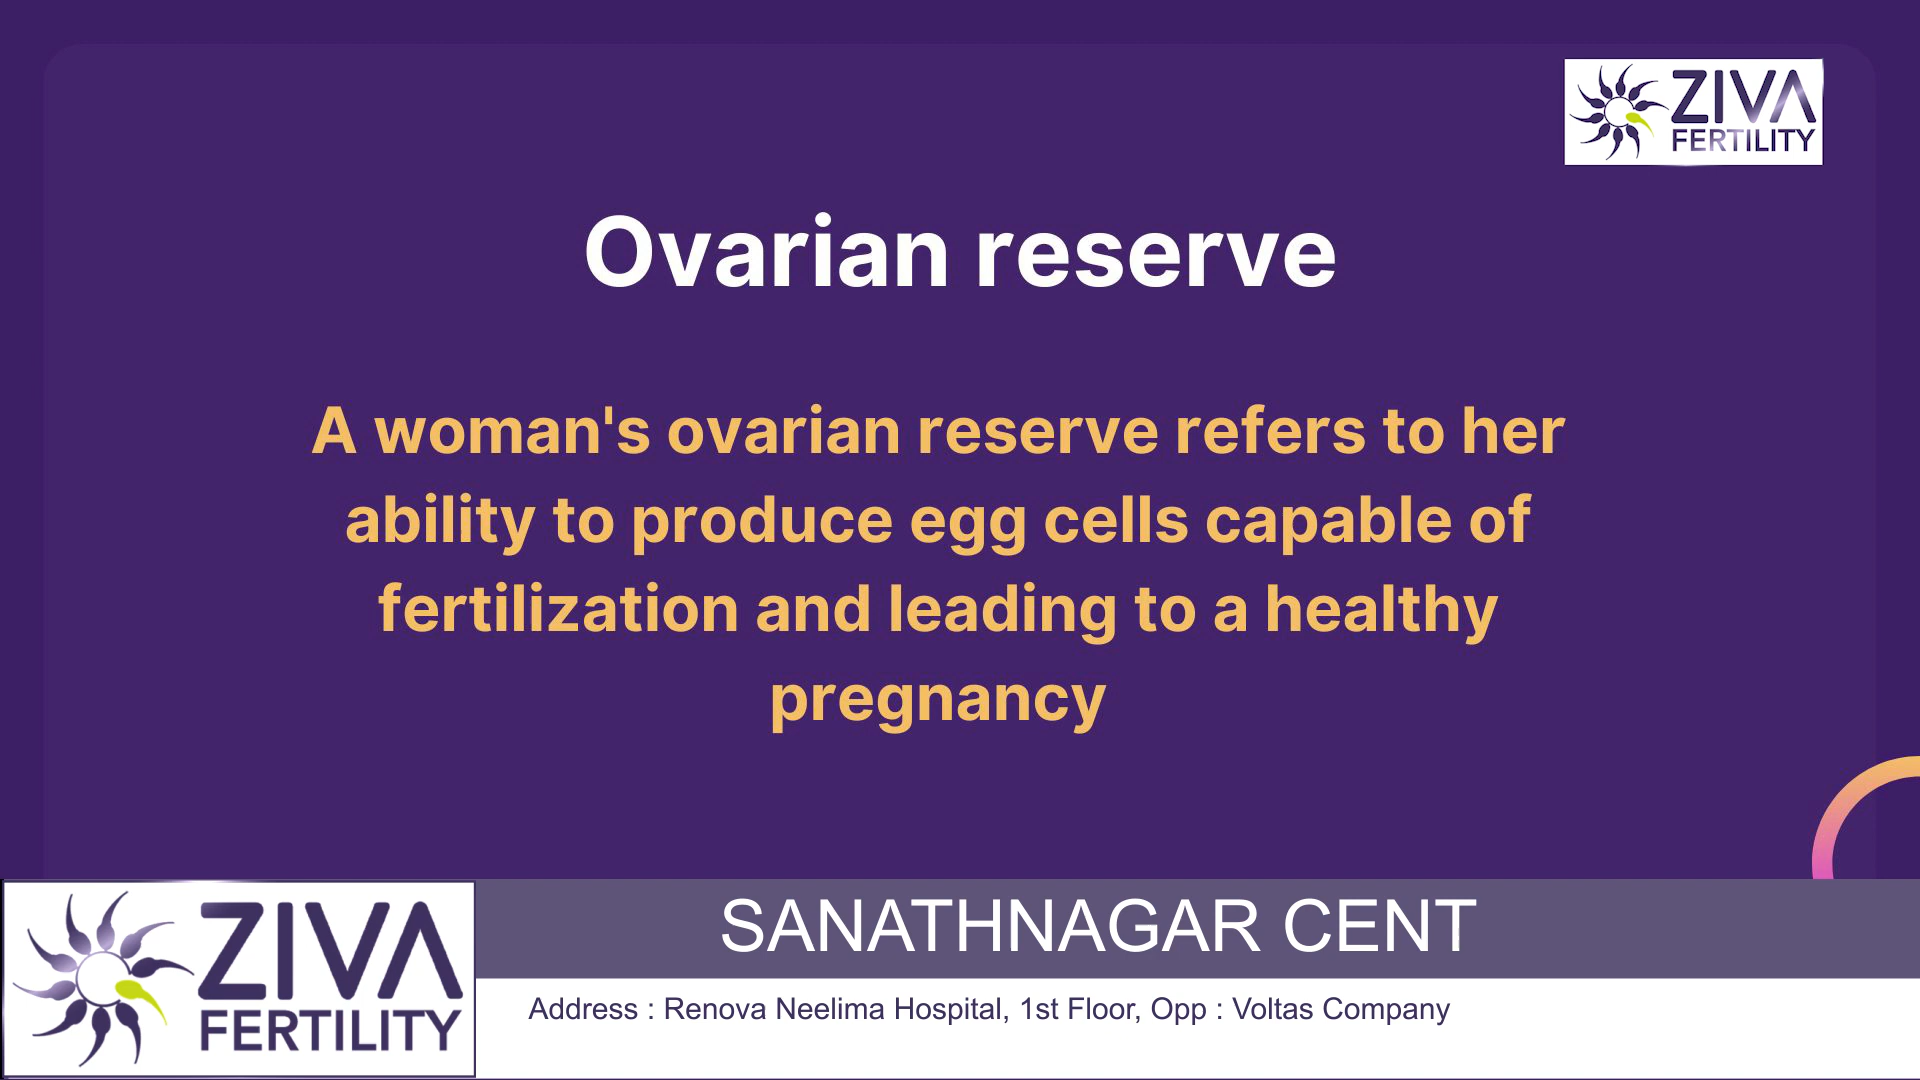 ZIVA
FERTILITY
Ovarian reserve
A woman's ovarian reserve refers to her
ability to produce egg cells capable of
fertilization and leading to a healthy
pregnancy
ZIVA
FERTILITY
SANATHNAGAR CENT
Address : Renova Neelima Hospital, 1st Floor, Opp : Voltas Company